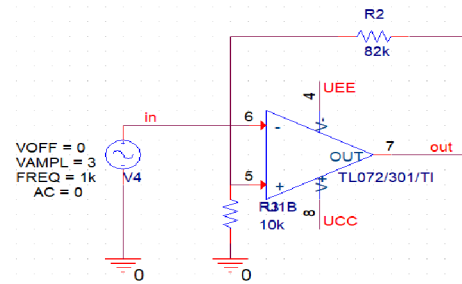 R2
82k
UEE
4
V-
in
6
-
7
out
OUT
TL072/301/TI
VOFF = 0
VAMPL = 3
FREQ = 1k
AC = 0
V4
5
+
V+
8
UCC
10k
0
0